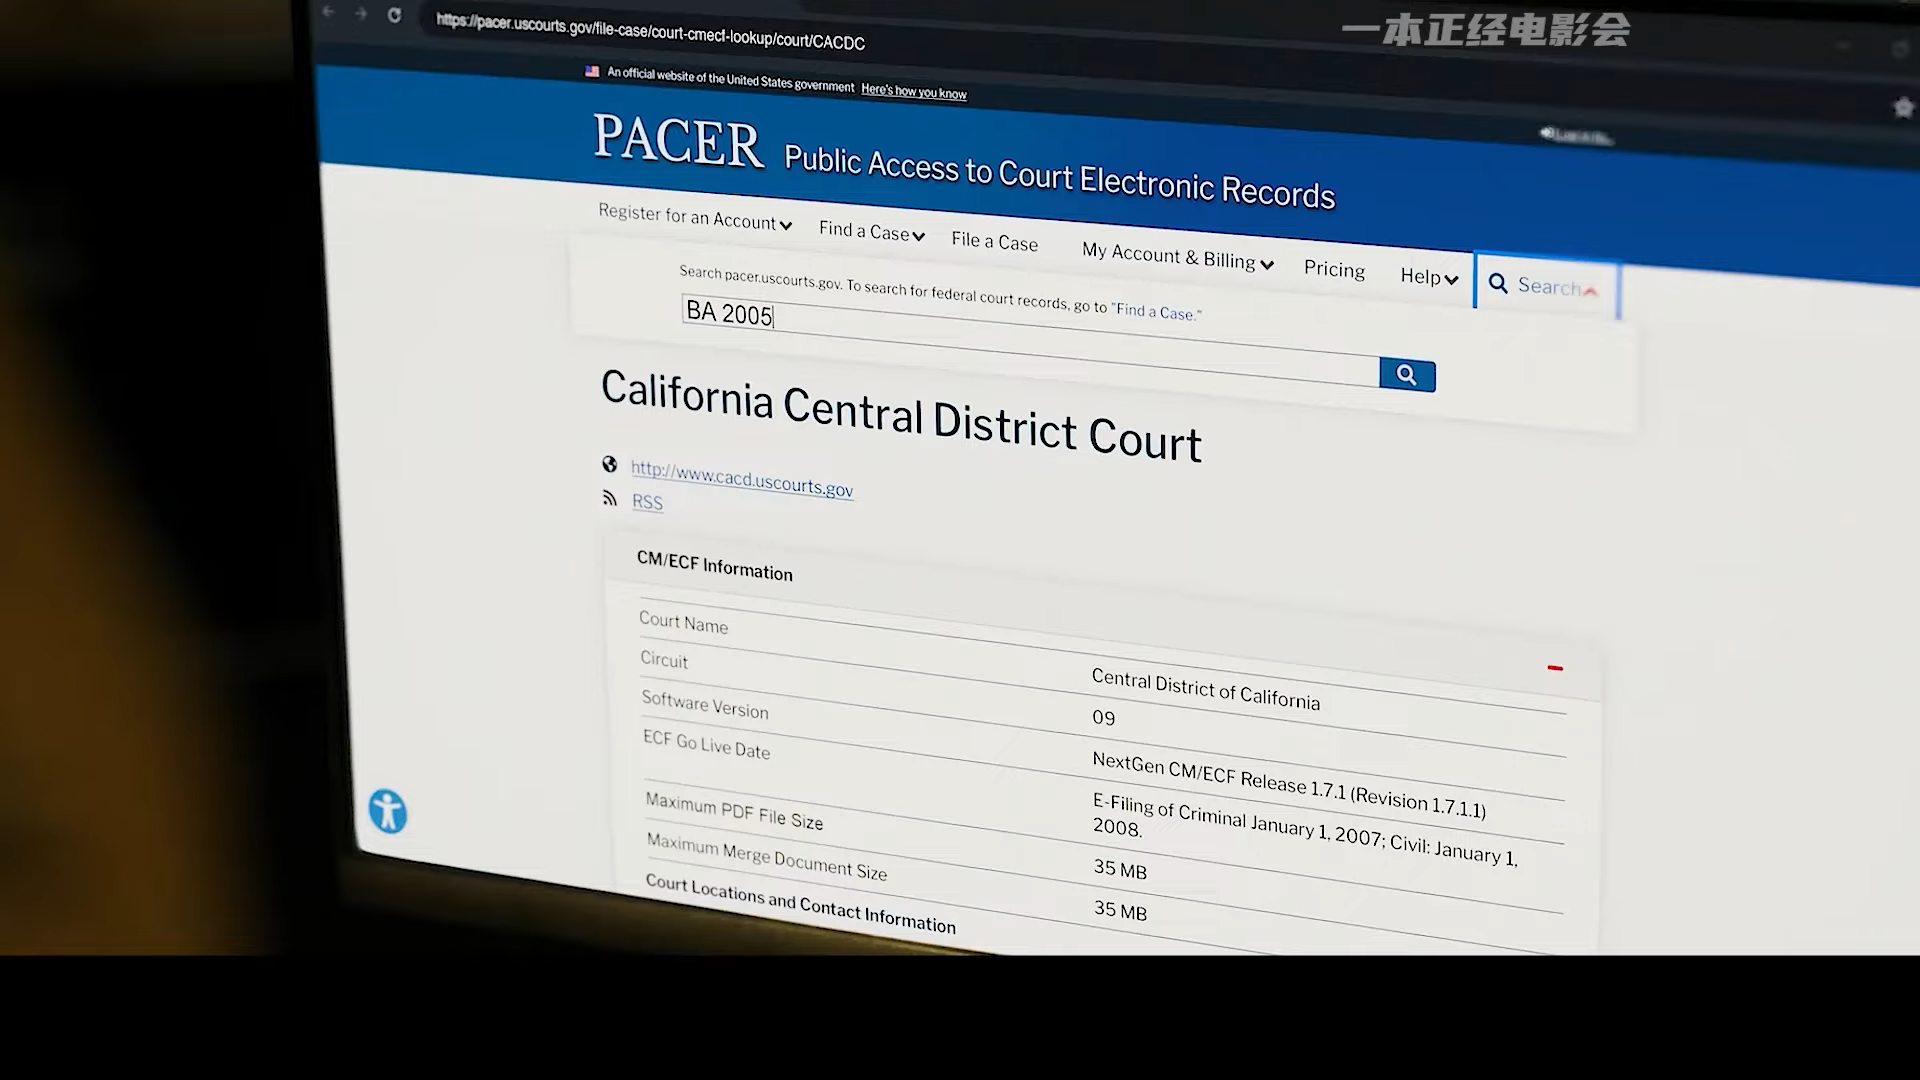 https://pacer.uscourts.gov/file-case/court-cmecf-lookup/court/CACDC
一本正经电影会
An official website of the United States government Here's how you know
PACER Public Access to Court Electronic Records
Register for an Account Find a Case File a Case My Account & Billing Pricing Help Search
Search pacer.uscourts.gov. To search for federal court records, go to "Find a Case."
BA 2005
California Central District Court
http://www.cacd.uscourts.gov
RSS
CM/ECF Information
Court Name Central District of California
Circuit 09
Software Version NextGen CM/ECF Release 1.7.1 (Revision 1.7.1.1)
ECF Go Live Date E-Filing of Criminal January 1, 2007; Civil: January 1,
2008.
Maximum PDF File Size 35 MB
Maximum Merge Document Size 35 MB
Court Locations and Contact Information